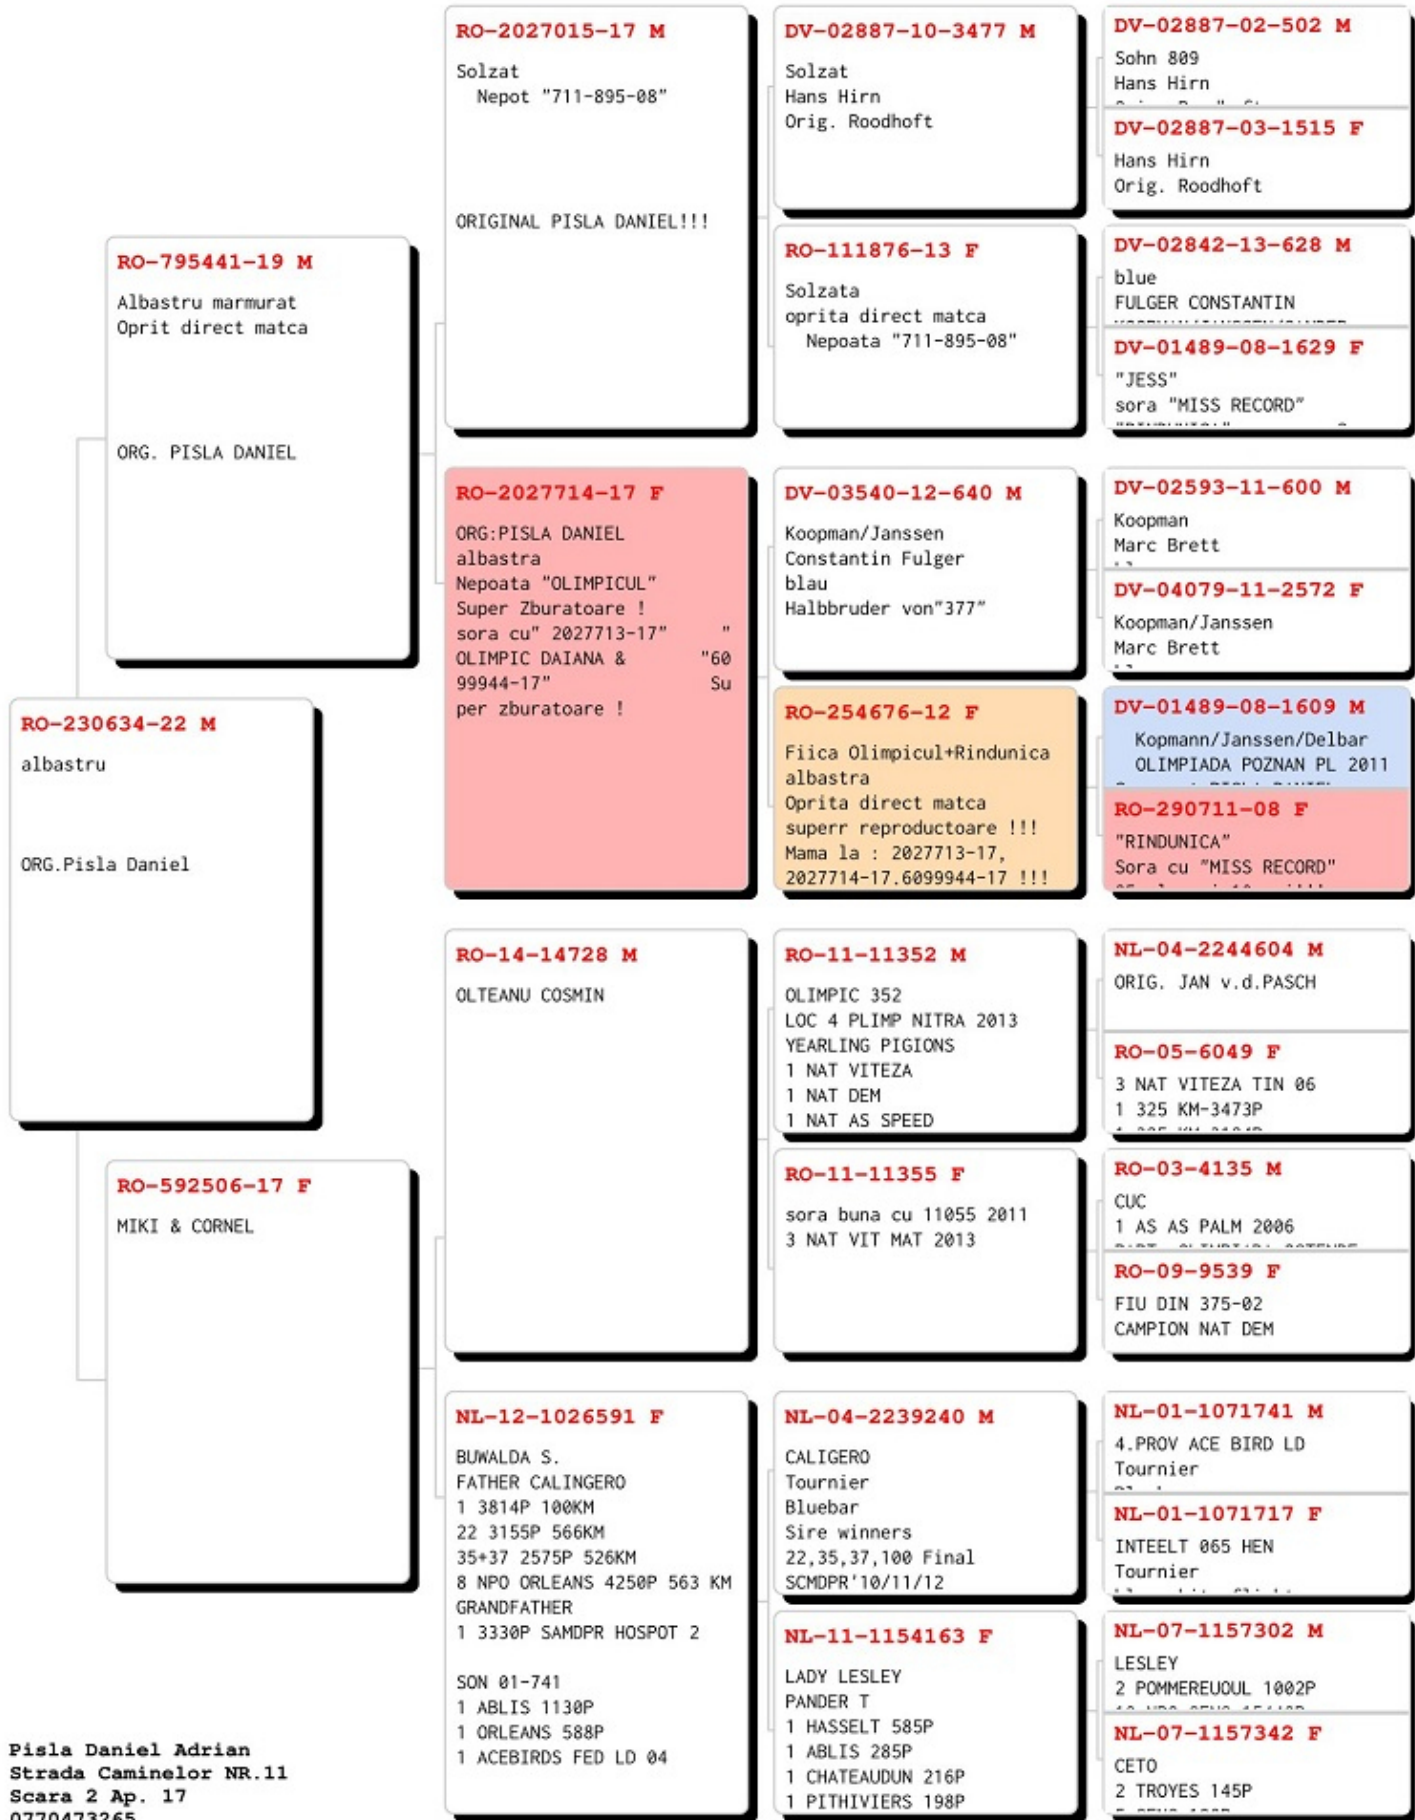 RO-230634-22 M
albastru
ORG.Pisla Daniel
RO-795441-19 M
Albastru marmurat
Oprit direct matca
ORG. PISLA DANIEL
RO-592506-17 F
MIKI & CORNEL
RO-2027015-17 M
Solzat
Nepot "711-895-08"
ORIGINAL PISLA DANIEL!!!
RO-2027714-17 F
ORG:PISLA DANIEL
albastra
Nepoata "OLIMPICUL"
Super Zburatoare !
sora cu" 2027713-17" "
OLIMPIC DAIANA & "60
99944-17" Su
per zburatoare !
RO-14-14728 M
OLTEANU COSMIN
NL-12-1026591 F
BUWALDA S.
FATHER CALINGERO
1 3814P 100KM
22 3155P 566KM
35+37 2575P 526KM
8 NPO ORLEANS 4250P 563 KM
GRANDFATHER
1 3330P SAMDPR HOSPOT 2
SON 01-741
1 ABLIS 1130P
1 ORLEANS 588P
1 ACEBIRDS FED LD 04
DV-02887-10-3477 M
Solzat
Hans Hirn
Orig. Roodhoft
RO-111876-13 F
Solzata
oprita direct matca
Nepoata "711-895-08"
DV-03540-12-640 M
Koopman/Janssen
Constantin Fulger
blau
Halbbruder von"377"
RO-254676-12 F
Fiica Olimpicul+Rindunica
albastra
Oprita direct matca
superr reproductoare !!!
Mama la : 2027713-17,
2027714-17.6099944-17 !!!
RO-11-11352 M
OLIMPIC 352
LOC 4 PLIMP NITRA 2013
YEARLING PIGIONS
1 NAT VITEZA
1 NAT DEM
1 NAT AS SPEED
RO-11-11355 F
sora buna cu 11055 2011
3 NAT VIT MAT 2013
NL-04-2239240 M
CALIGERO
Tournier
Bluebar
Sire winners
22,35,37,100 Final
SCMDPR'10/11/12
NL-11-1154163 F
LADY LESLEY
PANDER T
1 HASSELT 585P
1 ABLIS 285P
1 CHATEAUDUN 216P
1 PITHIVIERS 198P
DV-02887-02-502 M
Sohn 809
Hans Hirn
DV-02887-03-1515 F
Hans Hirn
Orig. Roodhoft
DV-02842-13-628 M
blue
FULGER CONSTANTIN
DV-01489-08-1629 F
"JESS"
sora "MISS RECORD"
DV-02593-11-600 M
Koopman
Marc Brett
DV-04079-11-2572 F
Koopman/Janssen
Marc Brett
DV-01489-08-1609 M
Kopmann/Janssen/Delbar
OLIMPIADA POZNAN PL 2011
RO-290711-08 F
"RINDUNICA"
Sora cu "MISS RECORD"
NL-04-2244604 M
ORIG. JAN v.d.PASCH
RO-05-6049 F
3 NAT VITEZA TIN 06
1 325 KM-3473P
RO-03-4135 M
CUC
1 AS AS PALM 2006
RO-09-9539 F
FIU DIN 375-02
CAMPION NAT DEM
NL-01-1071741 M
4.PROV ACE BIRD LD
Tournier
NL-01-1071717 F
INTEELT 065 HEN
Tournier
NL-07-1157302 M
LESLEY
2 POMMEREUOUL 1002P
NL-07-1157342 F
CETO
2 TROYES 145P
Pisla Daniel Adrian
Strada Caminelor NR.11
Scara 2 Ap. 17
0770473265